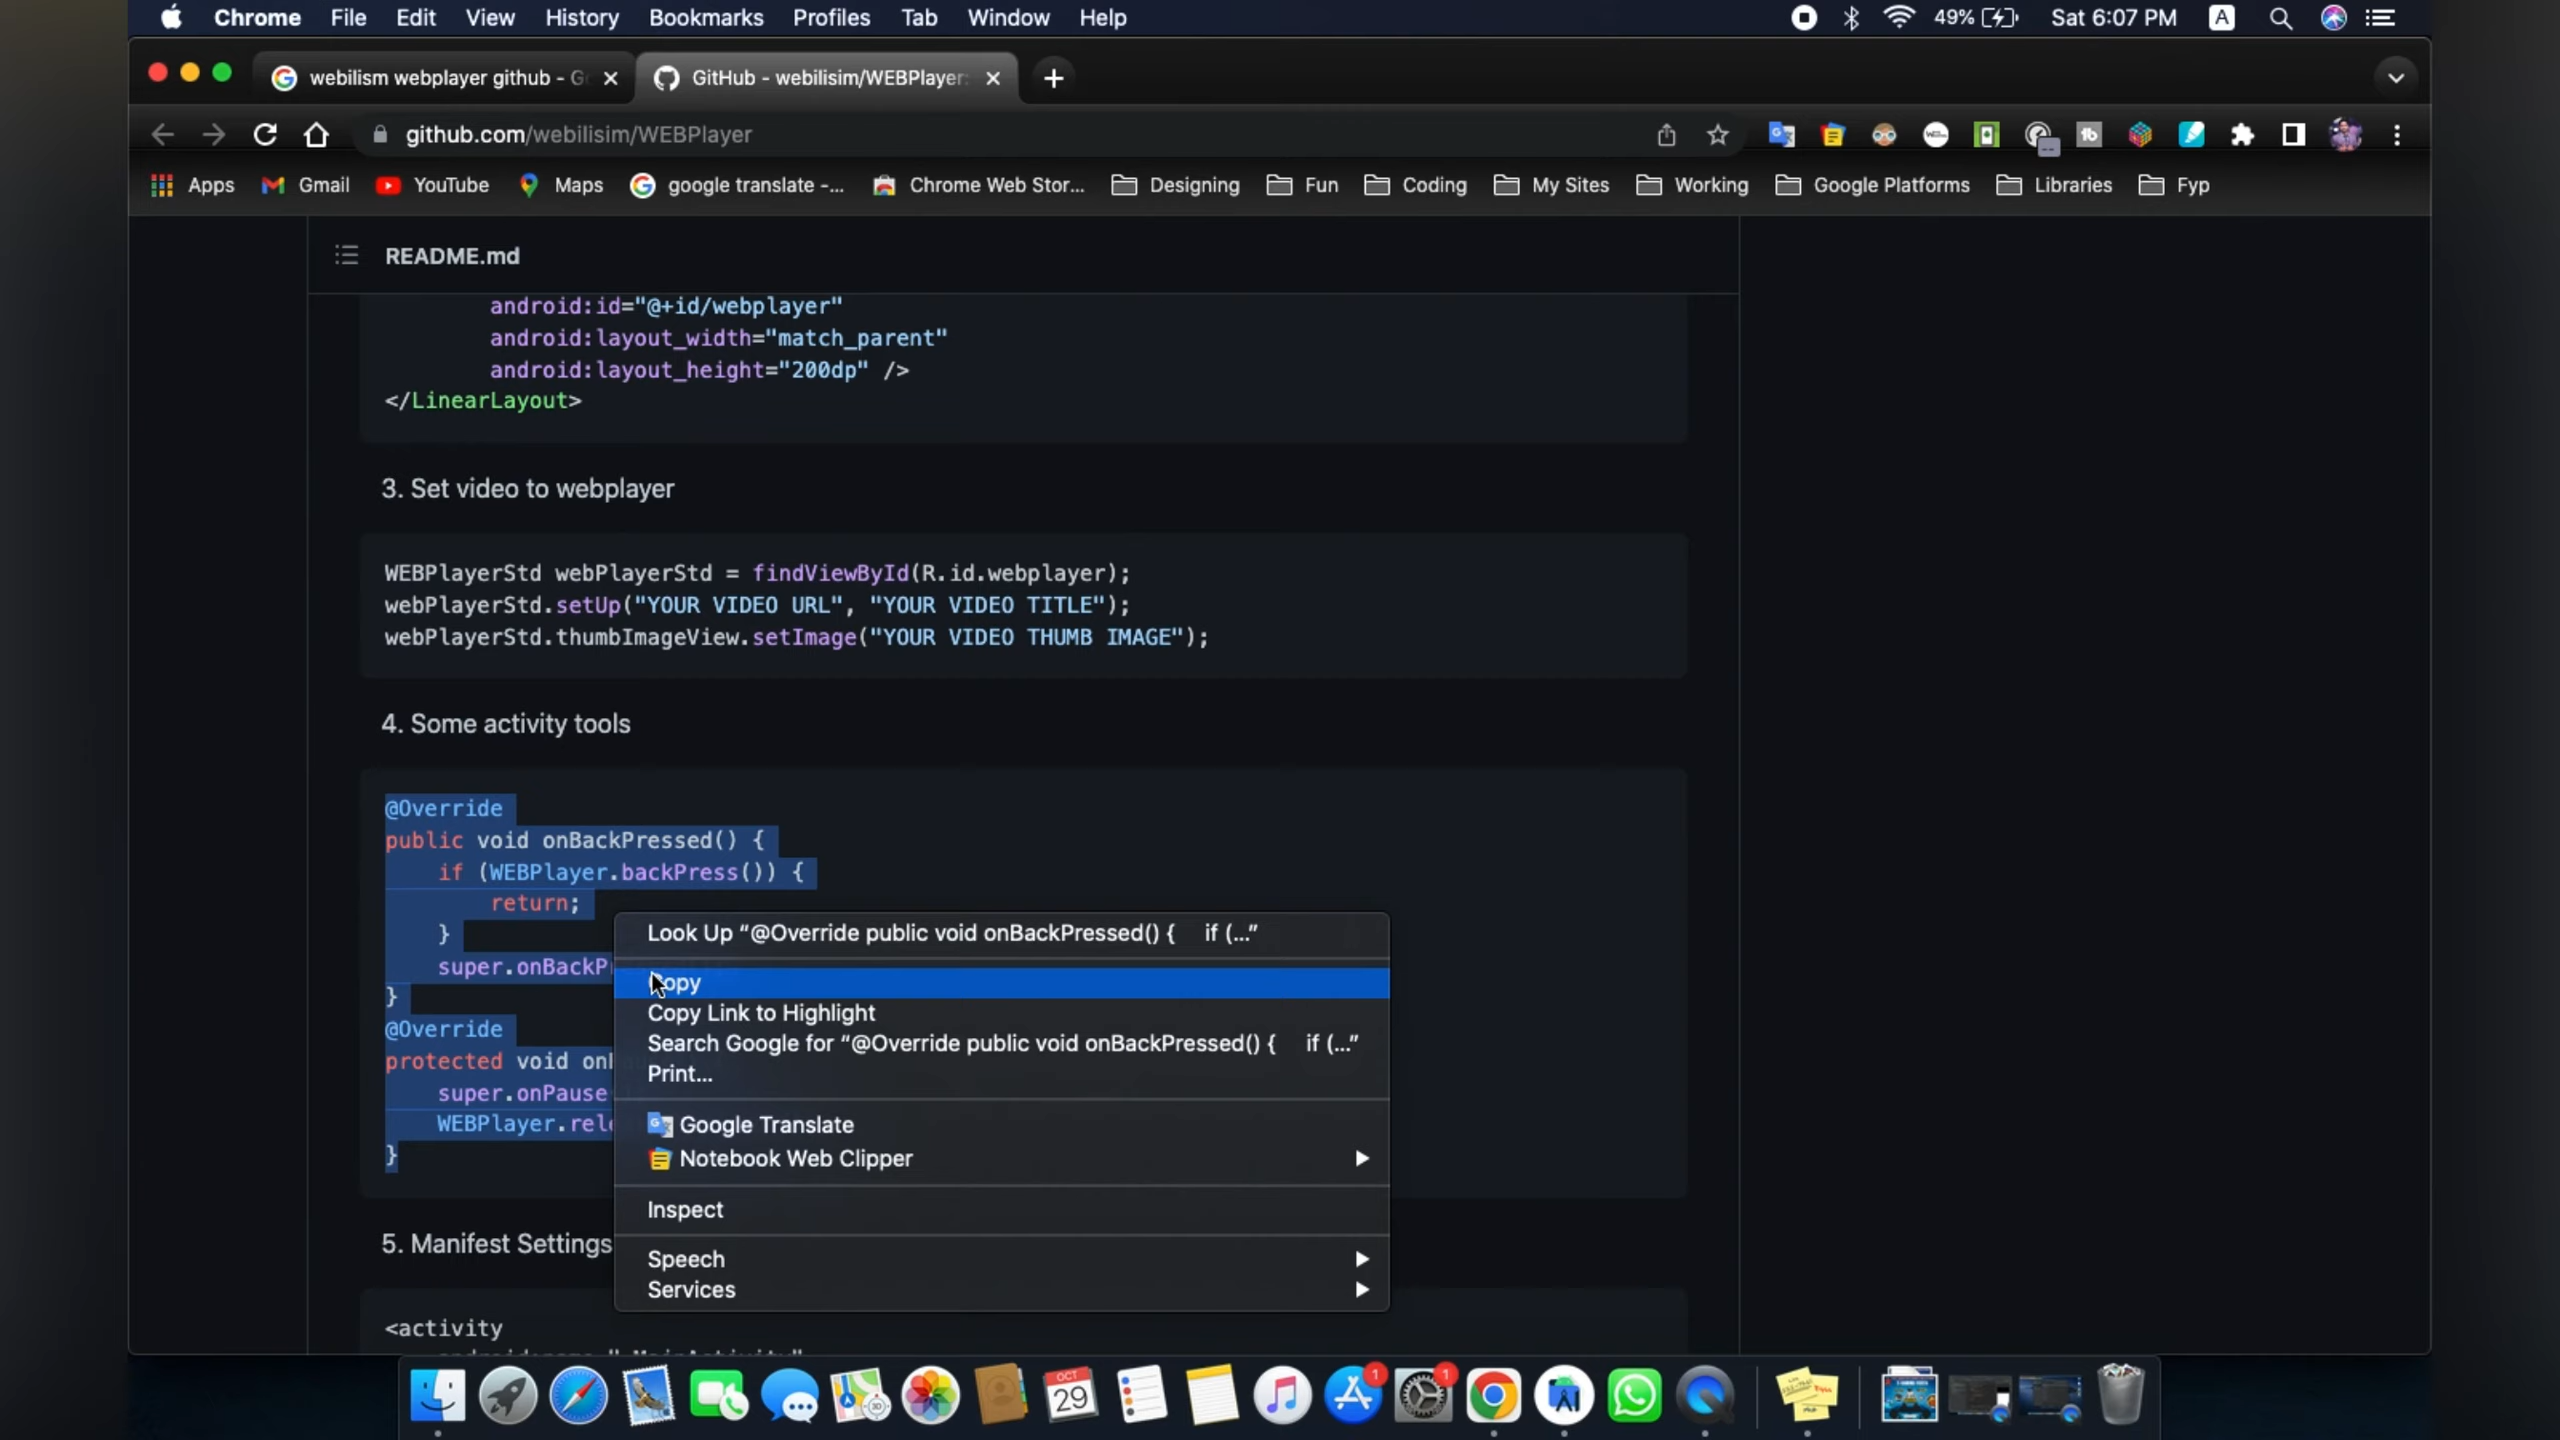 Chrome File Edit View History Bookmarks Profiles Tab Window Help 49% Sat 6:07 PM A
webilism webplayer github - G
GitHub - webilisim/WEBPlayer:
github.com/webilisim/WEBPlayer
Apps Gmail YouTube Maps google translate -... Chrome Web Stor... Designing Fun Coding My Sites Working Google Platforms Libraries Fyp
README.md
android:id="@+id/webplayer"
android:layout_width="match_parent"
android:layout_height="200dp" />
</LinearLayout>
3. Set video to webplayer
WEBPlayerStd webPlayerStd = findViewById(R.id.webplayer);
webPlayerStd.setUp("YOUR VIDEO URL", "YOUR VIDEO TITLE");
webPlayerStd.thumbImageView.setImage("YOUR VIDEO THUMB IMAGE");
4. Some activity tools
@Override
public void onBackPressed() {
if (WEBPlayer.backPress()) {
return;
}
super.onBackP
}
@Override
protected void on
super.onPause
WEBPlayer.rel
}
Look Up “@Override public void onBackPressed() { if (...”
Copy
Copy Link to Highlight
Search Google for “@Override public void onBackPressed() { if (...”
Print...
Google Translate
Notebook Web Clipper
Inspect
Speech
Services
5. Manifest Settings
<activity
OCT
29
1
1